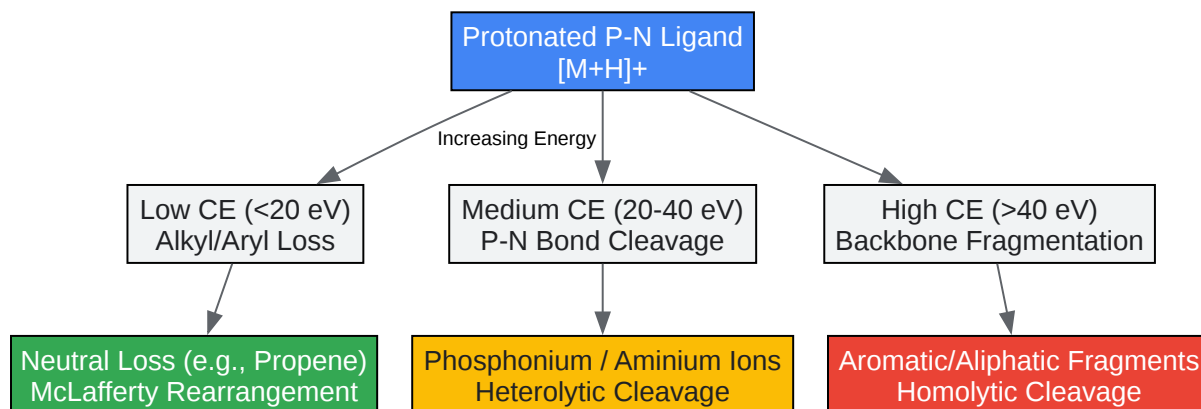 Protonated P-N Ligand
[M+H]+
Increasing Energy
Low CE (<20 eV)
Alkyl/Aryl Loss
Medium CE (20-40 eV)
P-N Bond Cleavage
High CE (>40 eV)
Backbone Fragmentation
Neutral Loss (e.g., Propene)
McLafferty Rearrangement
Phosphonium / Aminium Ions
Heterolytic Cleavage
Aromatic/Aliphatic Fragments
Homolytic Cleavage